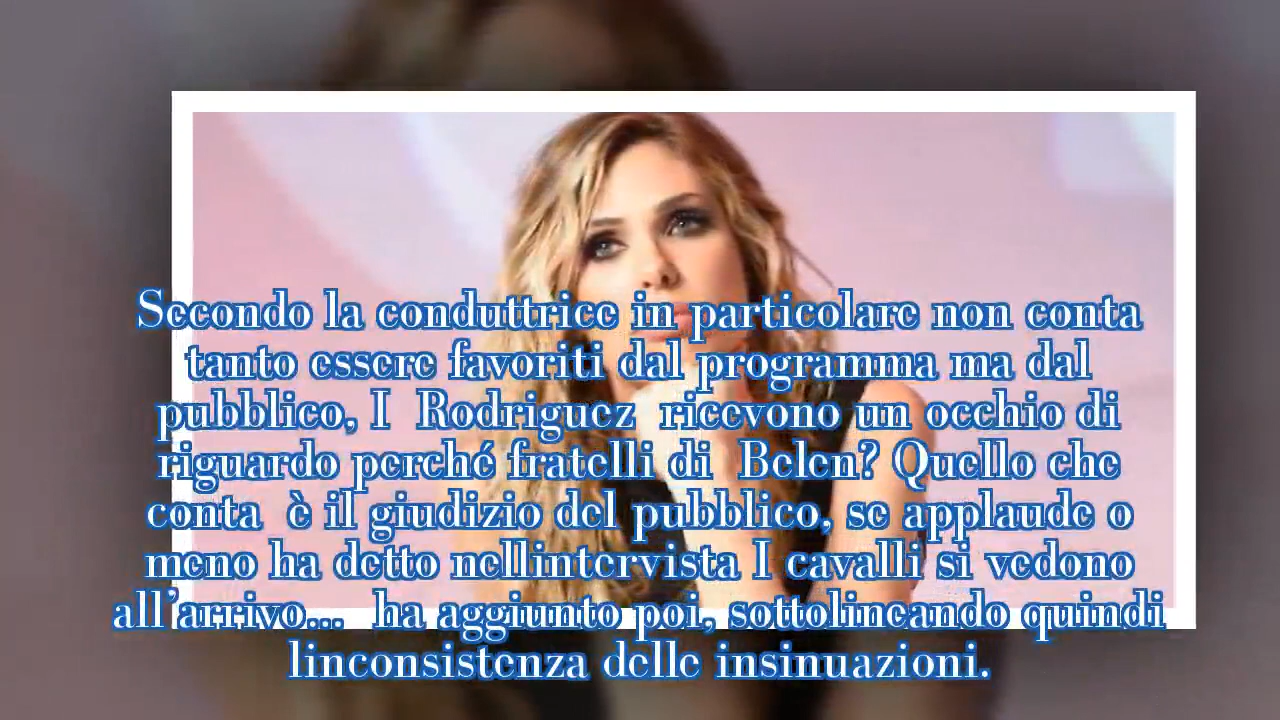 Secondo la conduttrice in particolare non conta
tanto essere favoriti dal programma ma dal
pubblico, I Rodriguez ricevono un occhio di
riguardo perché fratelli di Belen? Quello che
conta è il giudizio del pubblico, se applaude o
meno ha detto nellintervista I cavalli si vedono
all'arrivo... ha aggiunto poi, sottolineando quindi
linconsistenza delle insinuazioni.